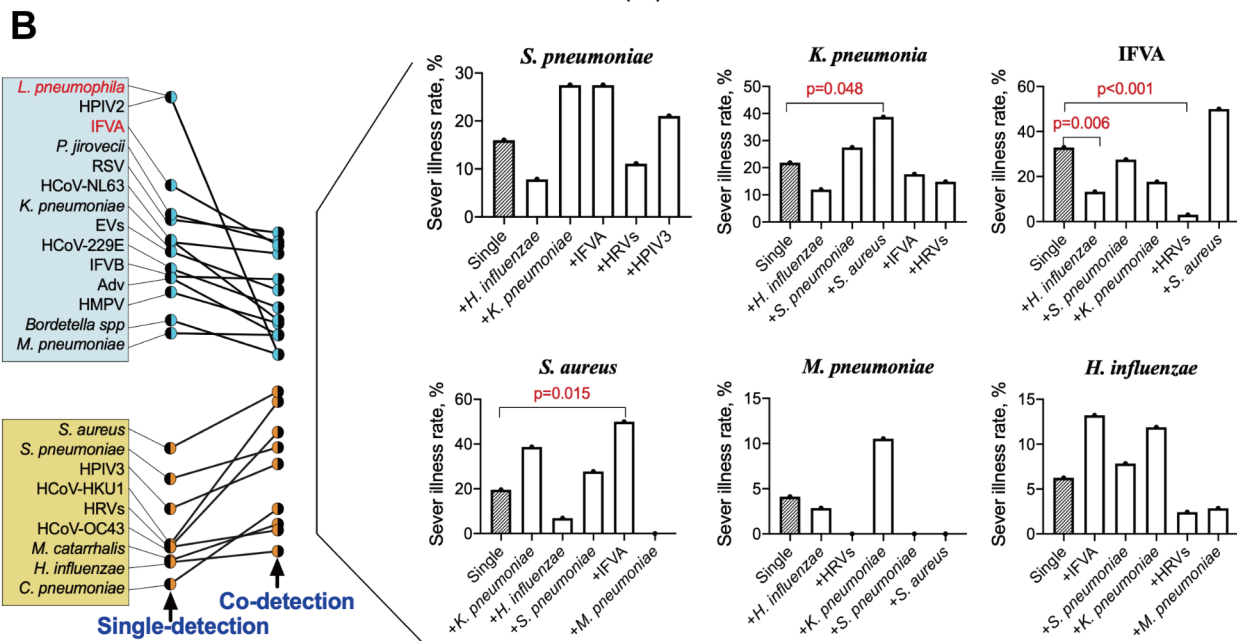 B
L. pneumophila
HPIV2
IFVA
P. jirovecii
RSV
HCoV-NL63
K. pneumoniae
EVs
HCoV-229E
IFVB
Adv
HMPV
Bordetella spp
M. pneumoniae
S. aureus
S. pneumoniae
HPIV3
HCoV-HKU1
HRVs
HCoV-OC43
M. catarrhalis
H. influenzae
C. pneumoniae
Single-detection
Co-detection
S. pneumoniae
Sever illness rate, %
30
20
10
0
Single
+H. influenzae
+K. pneumoniae
+IFVA
+HRVs
+HPIV3
K. pneumonia
Sever illness rate, %
50
40
30
20
10
0
p=0.048
Single
+H. influenzae
+S. pneumoniae
+S. aureus
+IFVA
+HRVs
IFVA
Sever illness rate, %
60
40
20
0
p<0.001
p=0.006
Single
+H. influenzae
+S. pneumoniae
+K. pneumoniae
+HRVs
+S. aureus
S. aureus
Sever illness rate, %
60
40
20
0
p=0.015
Single
+K. pneumoniae
+H. influenzae
+S. pneumoniae
+IFVA
+M. pneumoniae
M. pneumoniae
Sever illness rate, %
15
10
5
0
Single
+H. influenzae
+HRVs
+K. pneumoniae
+S. pneumoniae
+S. aureus
H. influenzae
Sever illness rate, %
15
10
5
0
Single
+IFVA
+S. pneumoniae
+K. pneumoniae
+HRVs
+M. pneumoniae